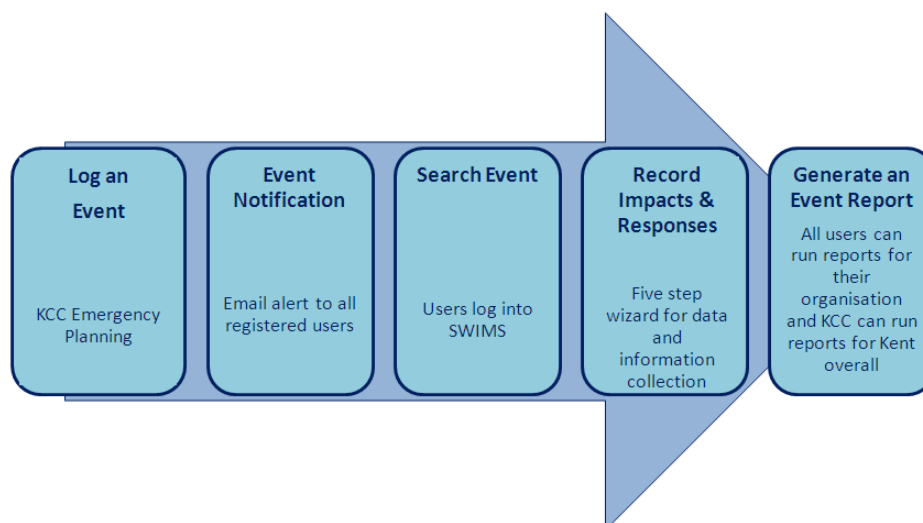 Log an
Event
KCC Emergency
Planning
Event
Notification
Email alert to all
registered users
Search Event
Users log into
SWIMS
Record
Impacts &
Responses
Five step
wizard for data
and
information
collection
Generate an
Event Report
All users can
run reports for
their
organisation
and KCC can run
reports for Kent
overall